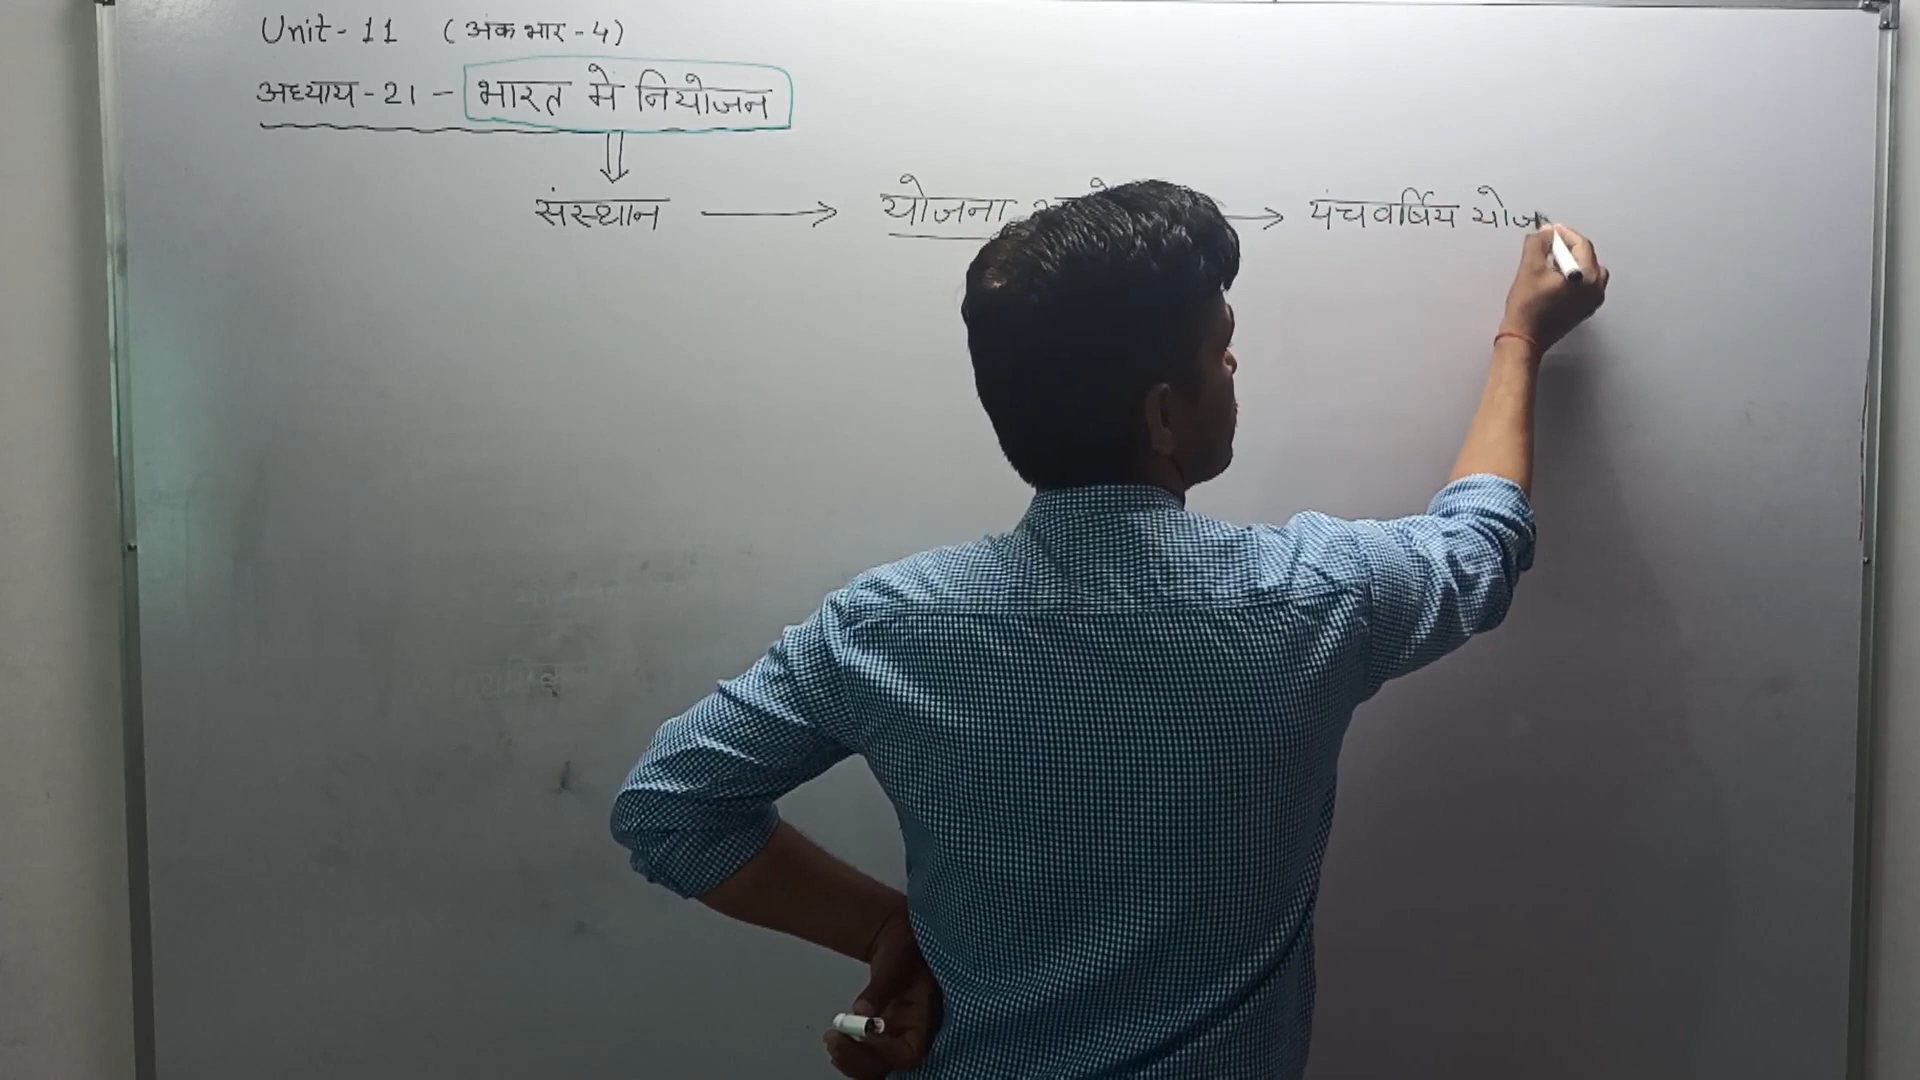 Unit - 11 (अंक भार - 4)
अध्याय - 21 - भारत मे नियोजन
संस्थान → योजना → पंचवर्षिय योज